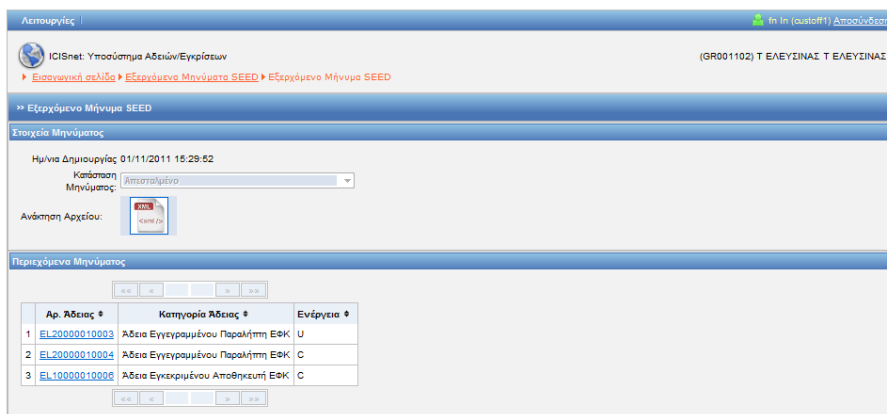 Λειτουργίες
fn ln (custoff1) Αποσύνδεση
ICISnet: Υποσύστημα Αδειών/Εγκρίσεων
(GR001102) Τ ΕΛΕΥΣΙΝΑΣ Τ ΕΛΕΥΣΙΝΑΣ
Εισαγωγική σελίδα Εξερχόμενα Μηνύματα SEED Εξερχόμενο Μήνυμα SEED
>> Εξερχόμενο Μήνυμα SEED
Στοιχεία Μηνύματος
Ημ/νια Δημιουργίας 01/11/2011 15:29:52
Κατάσταση Μηνύματος: Απεσταλμένο
Ανάκτηση Αρχείου: XML <xml />
Περιεχόμενα Μηνύματος
<< < > >>
Αρ. Άδειας Κατηγορία Άδειας Ενέργεια
1 EL20000010003 Άδεια Εγγεγραμμένου Παραλήπτη ΕΦΚ U
2 EL20000010004 Άδεια Εγγεγραμμένου Παραλήπτη ΕΦΚ C
3 EL10000010006 Άδεια Εγκεκριμένου Αποθηκευτή ΕΦΚ C
<< < > >>